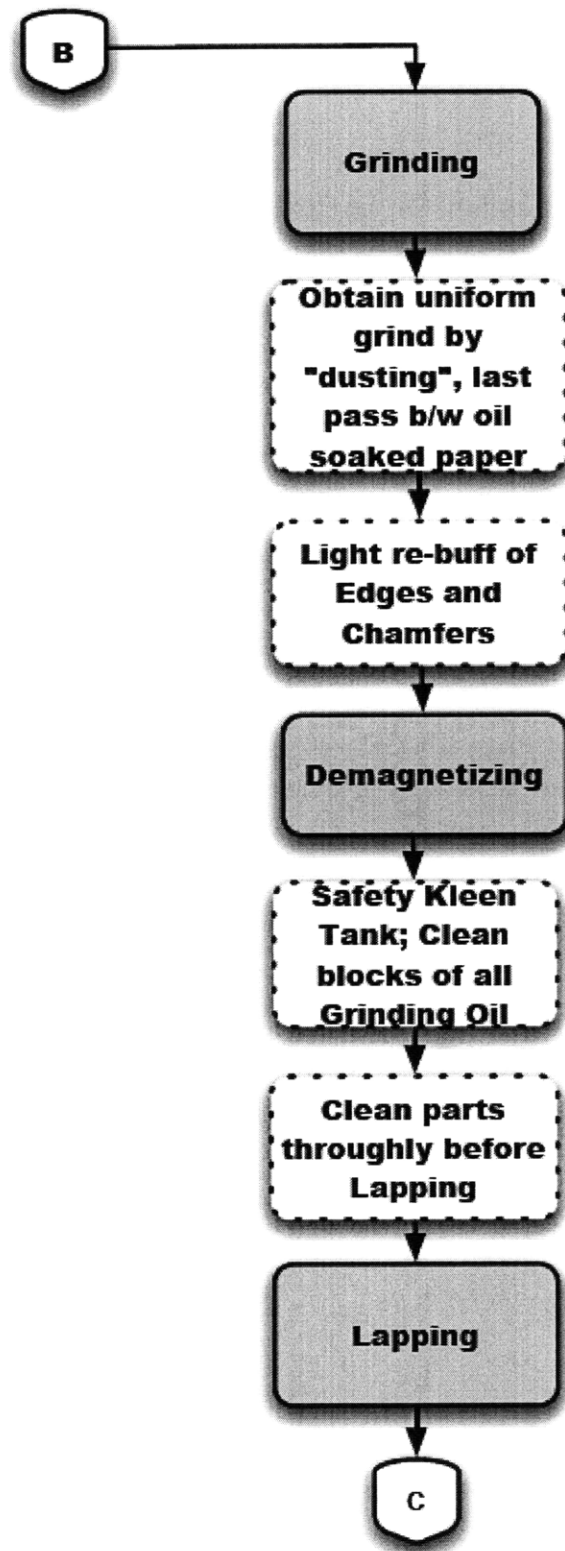 B
Grinding
Obtain uniform
grind by
"dusting", last
pass b/w oil
soaked paper
Light re-buff of
Edges and
Chamfers
Demagnetizing
Safety Kleen
Tank; Clean
blocks of all
Grinding Oil
Clean parts
throughly before
Lapping
Lapping
C